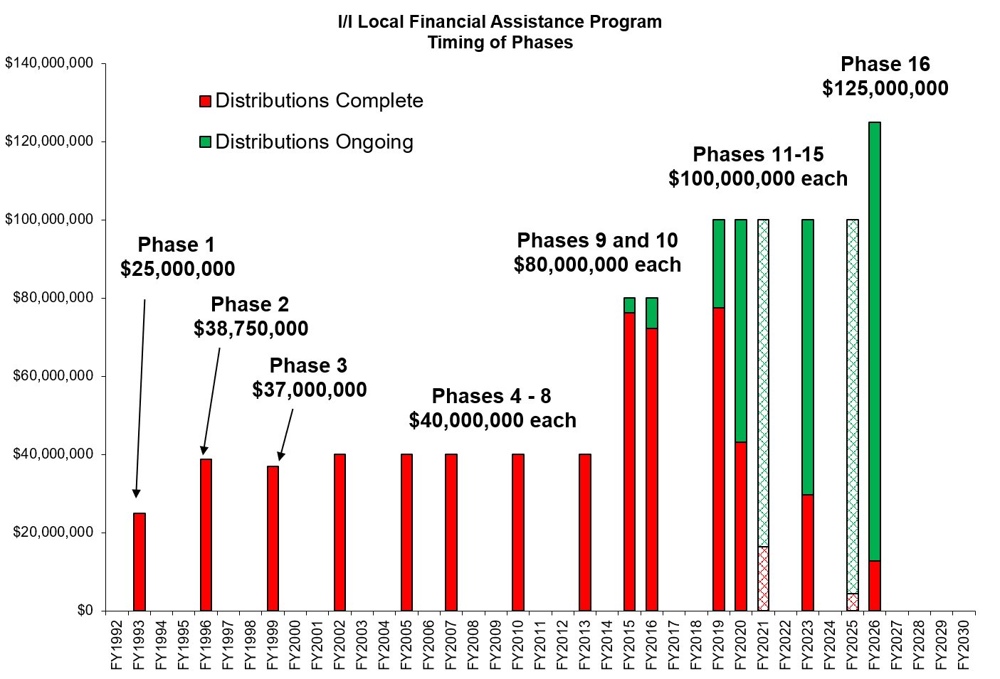 I/I Local Financial Assistance Program
Timing of Phases
$140,000,000
$120,000,000
$100,000,000
$80,000,000
$60,000,000
$40,000,000
$20,000,000
$0
Distributions Complete
Distributions Ongoing
Phase 1
$25,000,000
Phase 2
$38,750,000
Phase 3
$37,000,000
Phases 4 - 8
$40,000,000 each
Phases 9 and 10
$80,000,000 each
Phases 11-15
$100,000,000 each
Phase 16
$125,000,000
FY1992
FY1993
FY1994
FY1995
FY1996
FY1997
FY1998
FY1999
FY2000
FY2001
FY2002
FY2003
FY2004
FY2005
FY2006
FY2007
FY2008
FY2009
FY2010
FY2011
FY2012
FY2013
FY2014
FY2015
FY2016
FY2017
FY2018
FY2019
FY2020
FY2021
FY2022
FY2023
FY2024
FY2025
FY2026
FY2027
FY2028
FY2029
FY2030